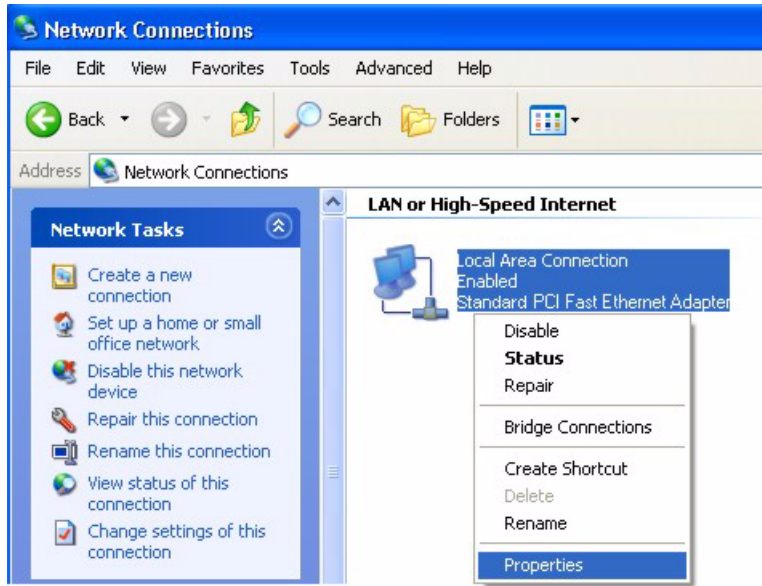 Network Connections
File Edit View Favorites Tools Advanced Help
Back Search Folders
Address Network Connections
Network Tasks
Create a new
connection
Set up a home or small
office network
Disable this network
device
Repair this connection
Rename this connection
View status of this
connection
Change settings of this
connection
LAN or High-Speed Internet
Local Area Connection
Enabled
Standard PCI Fast Ethernet Adapter
Disable
Status
Repair
Bridge Connections
Create Shortcut
Delete
Rename
Properties